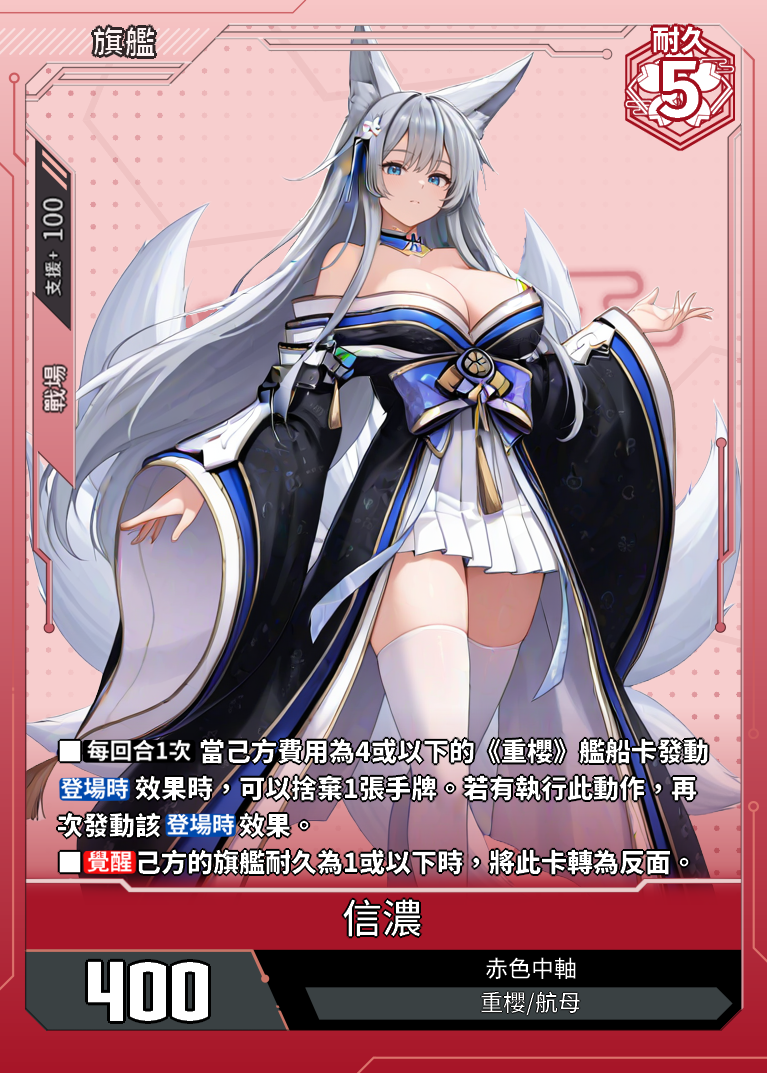 旗艦
耐久
5
支援+ 100
戰場
■ 每回合1次 當己方費用為4或以下的《重櫻》艦船卡發動
登場時 效果時，可以捨棄1張手牌。若有執行此動作，再
次發動該 登場時 效果。
■ 覺醒 己方的旗艦耐久為1或以下時，將此卡轉為反面。
信濃
400
赤色中軸
重櫻/航母